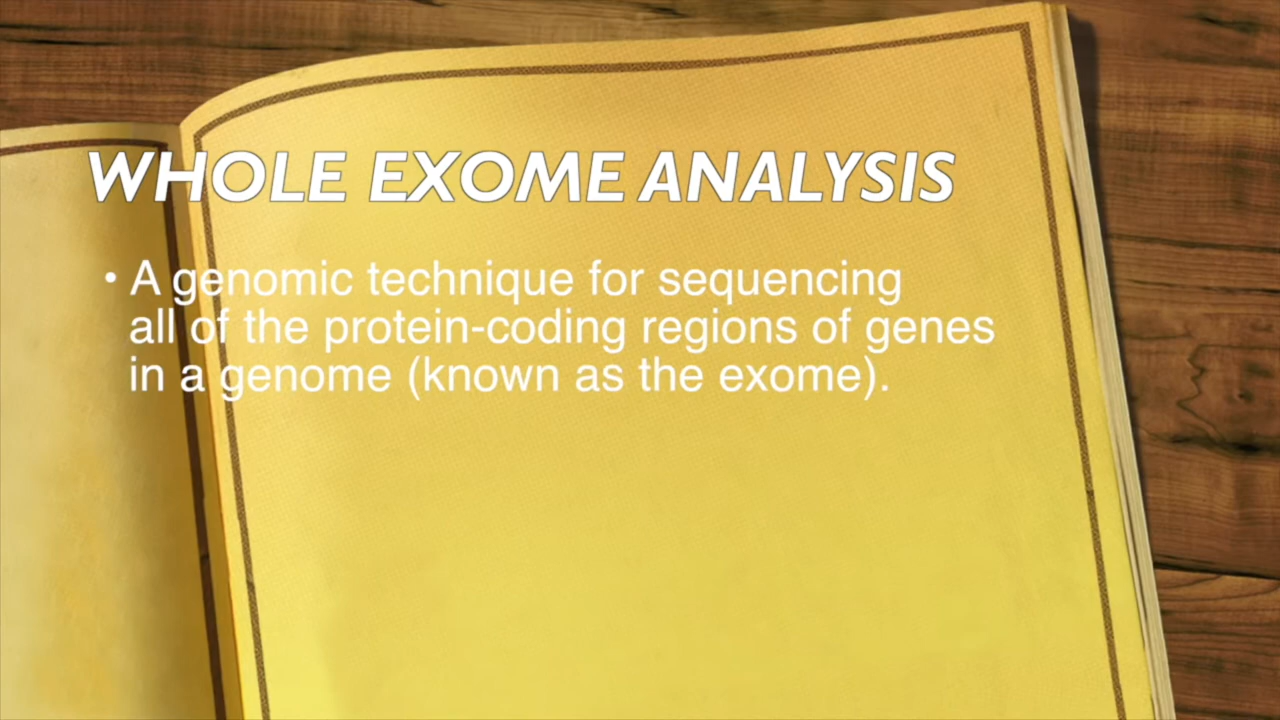 WHOLE EXOME ANALYSIS
• A genomic technique for sequencing
all of the protein-coding regions of genes
in a genome (known as the exome).